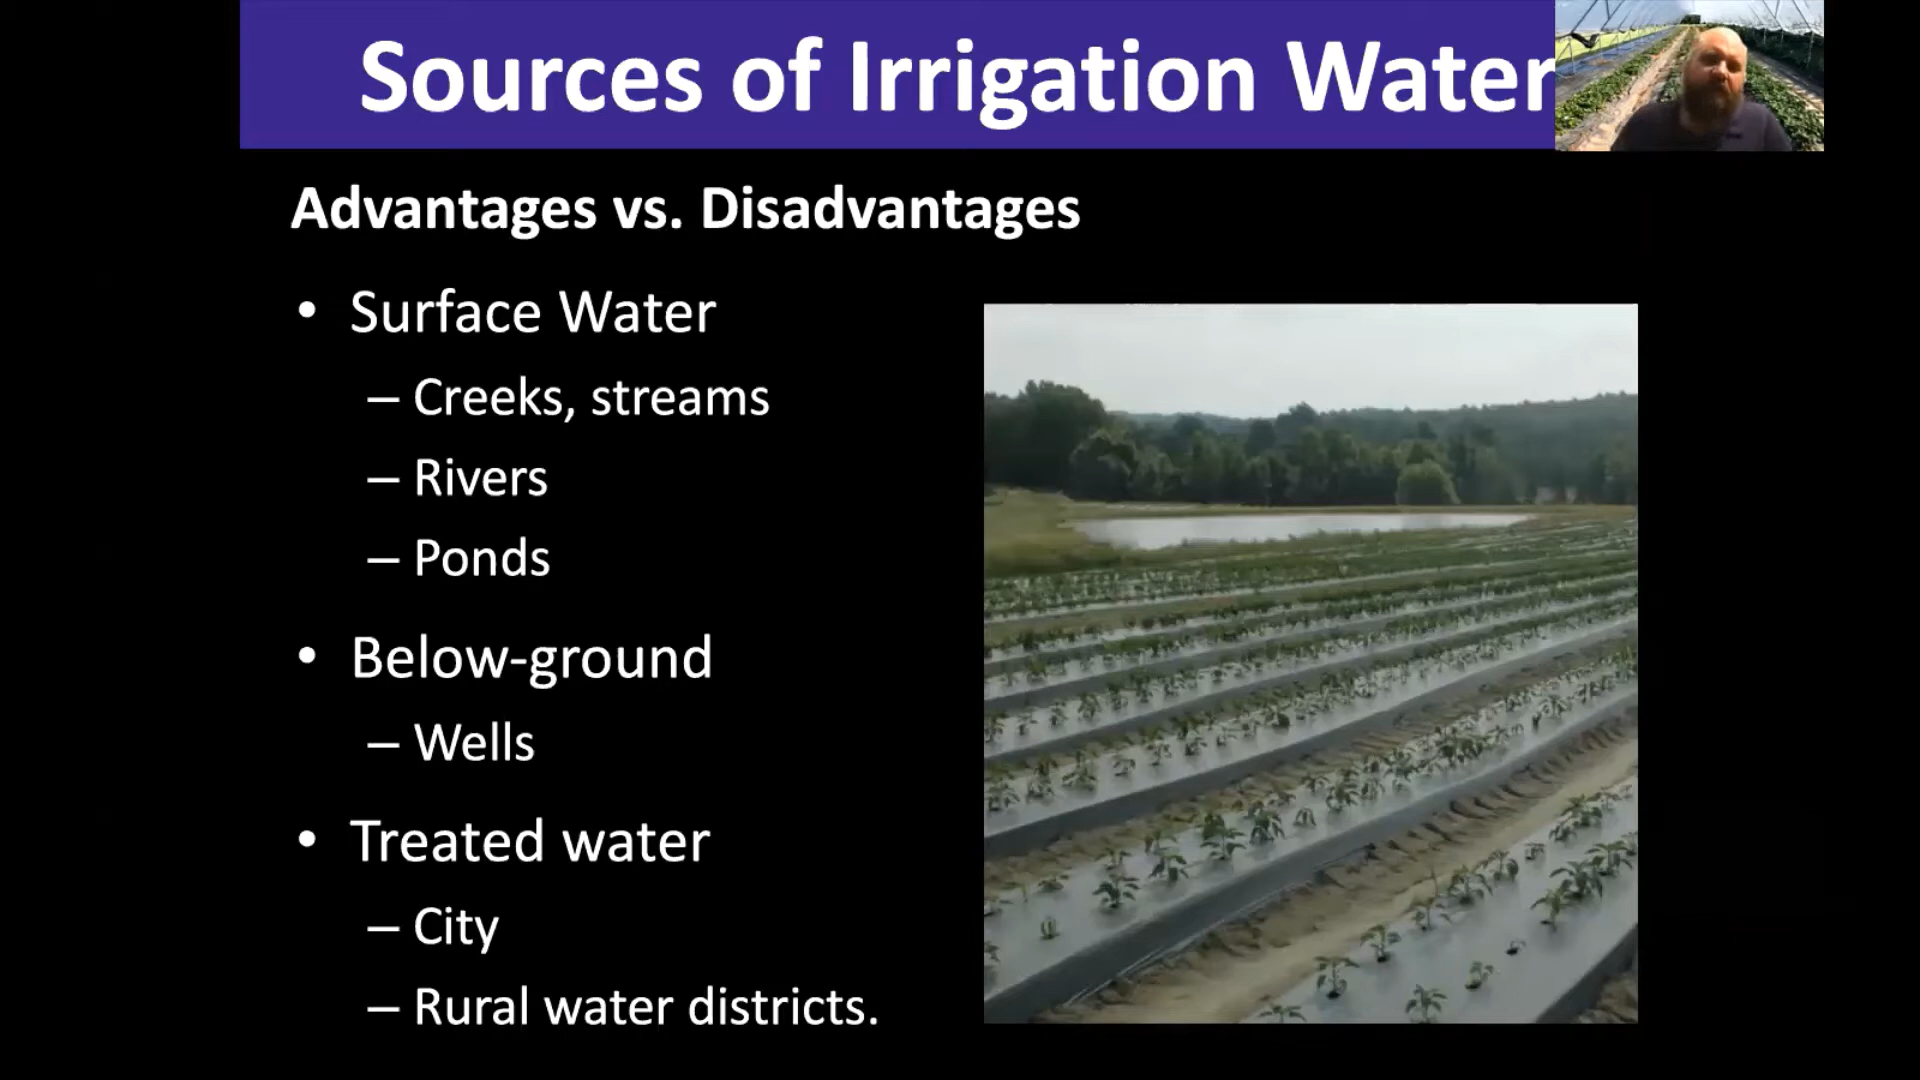 Sources of Irrigation Water
Advantages vs. Disadvantages
• Surface Water
– Creeks, streams
– Rivers
– Ponds
• Below-ground
– Wells
• Treated water
– City
– Rural water districts.